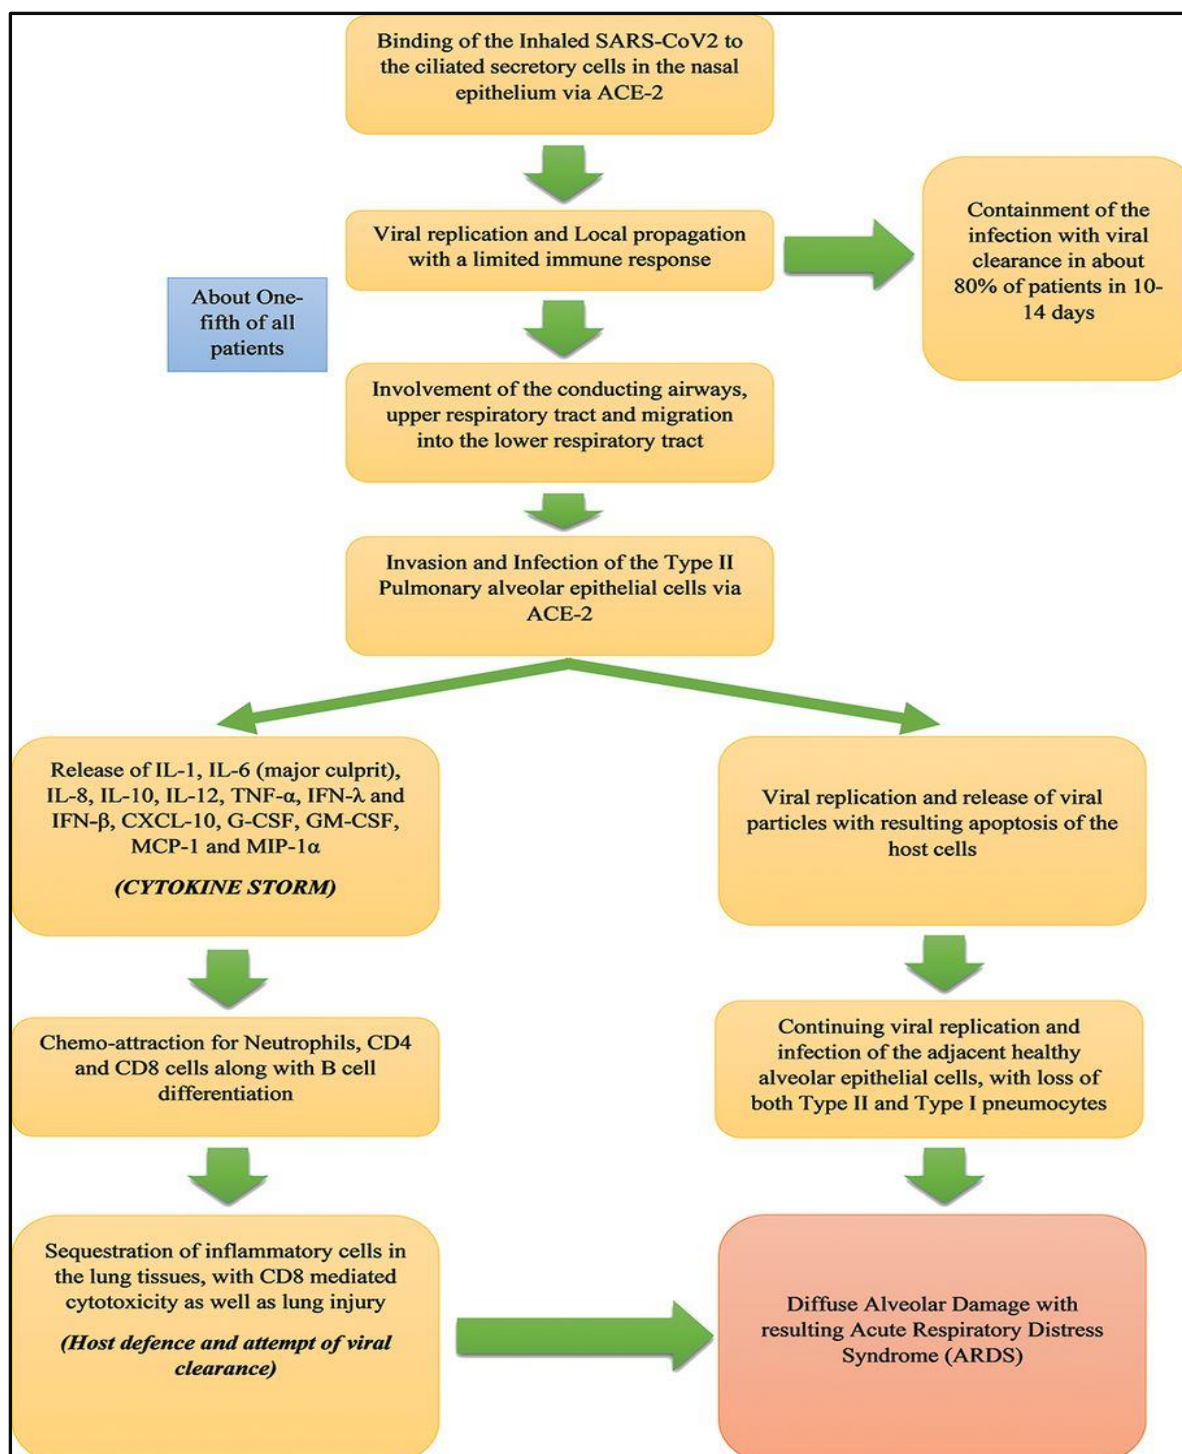 Binding of the Inhaled SARS-CoV2 to
the ciliated secretory cells in the nasal
epithelium via ACE-2
Viral replication and Local propagation
with a limited immune response
Containment of the
infection with viral
clearance in about
80% of patients in 10-
14 days
About One-
fifth of all
patients
Involvement of the conducting airways,
upper respiratory tract and migration
into the lower respiratory tract
Invasion and Infection of the Type II
Pulmonary alveolar epithelial cells via
ACE-2
Release of IL-1, IL-6 (major culprit),
IL-8, IL-10, IL-12, TNF-α, IFN-λ and
IFN-β, CXCL-10, G-CSF, GM-CSF,
MCP-1 and MIP-1α
(CYTOKINE STORM)
Chemo-attraction for Neutrophils, CD4
and CD8 cells along with B cell
differentiation
Sequestration of inflammatory cells in
the lung tissues, with CD8 mediated
cytotoxicity as well as lung injury
(Host defence and attempt of viral
clearance)
Viral replication and release of viral
particles with resulting apoptosis of the
host cells
Continuing viral replication and
infection of the adjacent healthy
alveolar epithelial cells, with loss of
both Type II and Type I pneumocytes
Diffuse Alveolar Damage with
resulting Acute Respiratory Distress
Syndrome (ARDS)